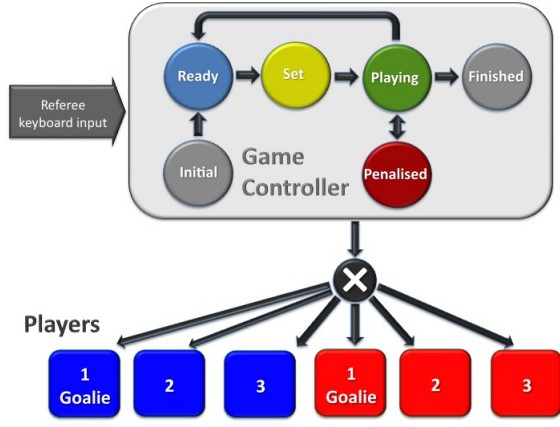 Ready
Set
Playing
Finished
Referee
keyboard input
Initial
Game
Controller
Penalised
Players
1
Goalie
2
3
1
Goalie
2
3